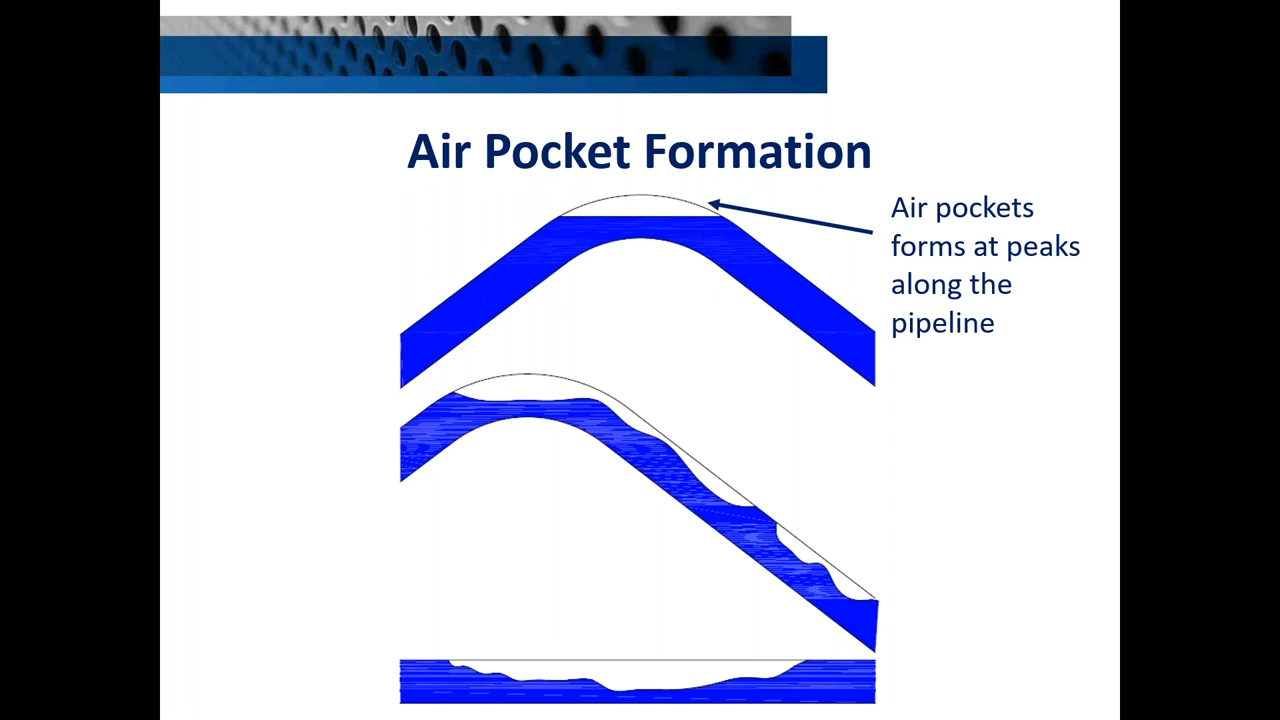 Air Pocket Formation
Air pockets
forms at peaks
along the
pipeline